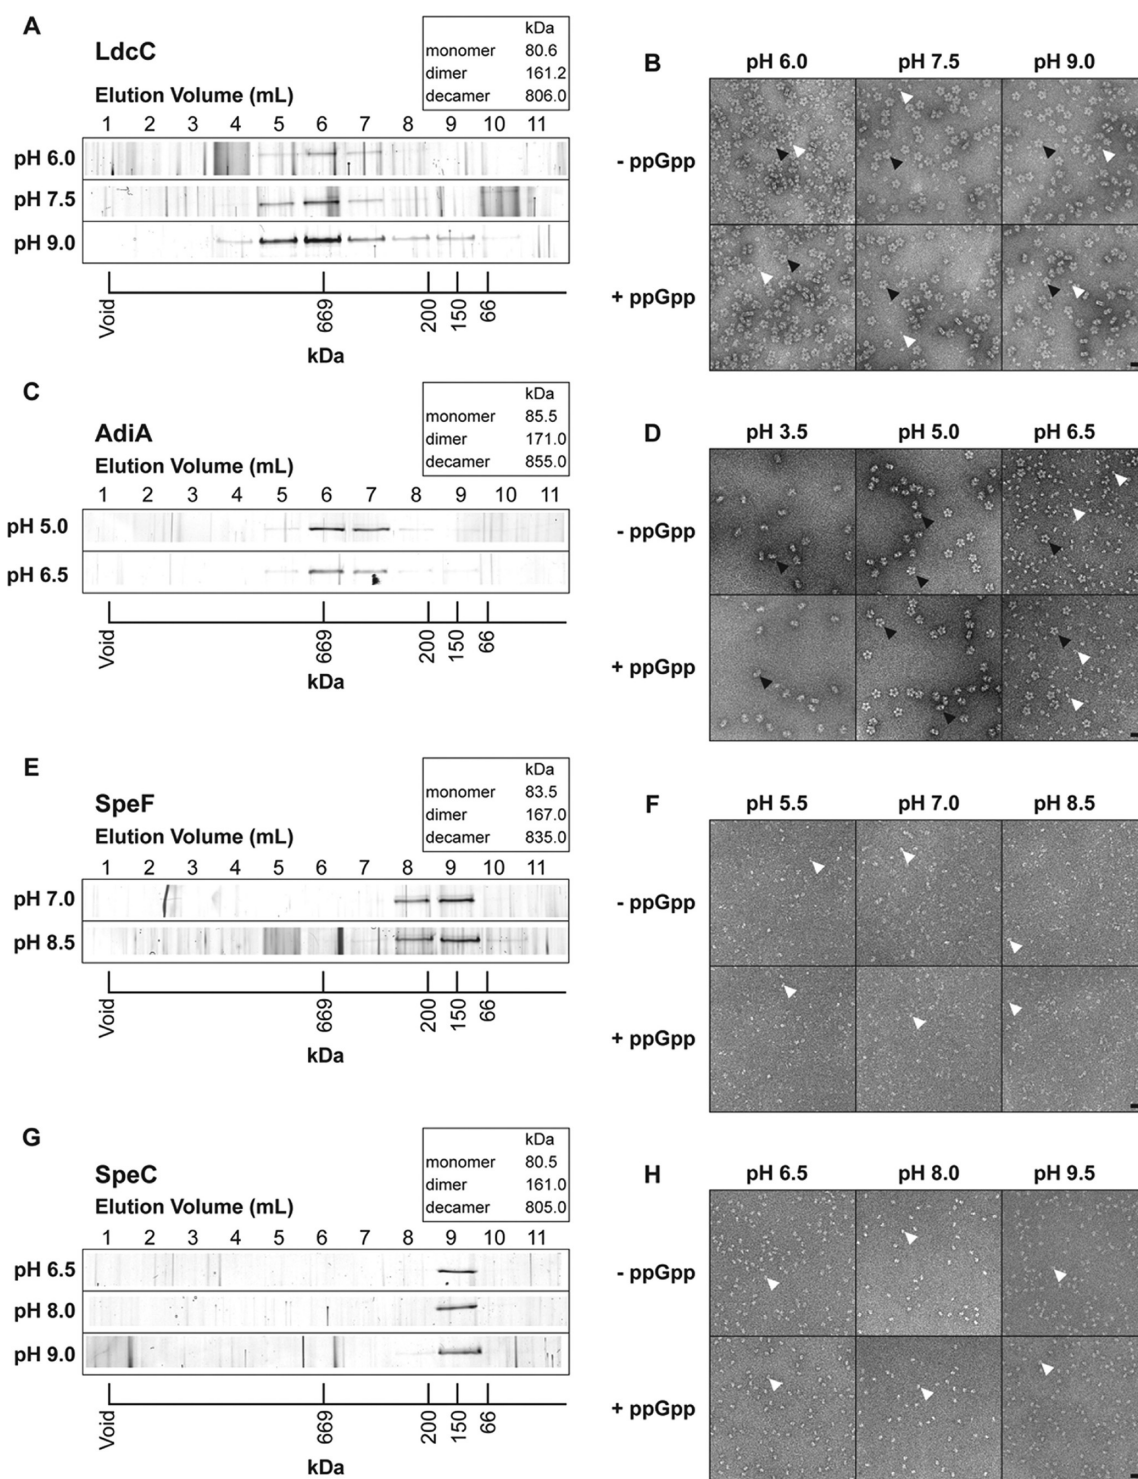 A
LdcC
kDa
monomer 80.6
dimer 161.2
decamer 806.0
Elution Volume (mL)
1 2 3 4 5 6 7 8 9 10 11
pH 6.0
pH 7.5
pH 9.0
Void 669 200 150 66
kDa
B
pH 6.0 pH 7.5 pH 9.0
- ppGpp
+ ppGpp
C
AdiA
kDa
monomer 85.5
dimer 171.0
decamer 855.0
Elution Volume (mL)
1 2 3 4 5 6 7 8 9 10 11
pH 5.0
pH 6.5
Void 669 200 150 66
kDa
D
pH 3.5 pH 5.0 pH 6.5
- ppGpp
+ ppGpp
E
SpeF
kDa
monomer 83.5
dimer 167.0
decamer 835.0
Elution Volume (mL)
1 2 3 4 5 6 7 8 9 10 11
pH 7.0
pH 8.5
Void 669 200 150 66
kDa
F
pH 5.5 pH 7.0 pH 8.5
- ppGpp
+ ppGpp
G
SpeC
kDa
monomer 80.5
dimer 161.0
decamer 805.0
Elution Volume (mL)
1 2 3 4 5 6 7 8 9 10 11
pH 6.5
pH 8.0
pH 9.0
Void 669 200 150 66
kDa
H
pH 6.5 pH 8.0 pH 9.5
- ppGpp
+ ppGpp